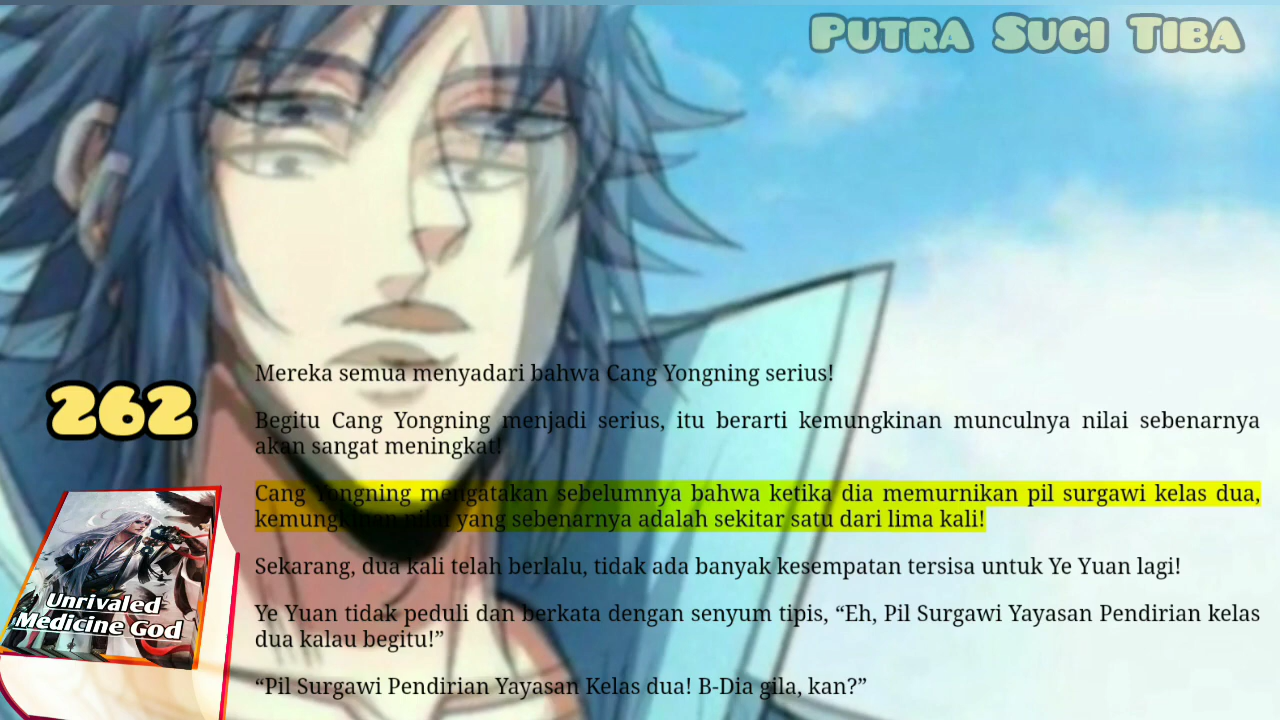 Putra Suci Tiba
Mereka semua menyadari bahwa Cang Yongning serius!
Begitu Cang Yongning menjadi serius, itu berarti kemungkinan munculnya nilai sebenarnya
akan sangat meningkat!
262
Cang Yongning mengatakan sebelumnya bahwa ketika dia memurnikan pil surgawi kelas dua,
kemungkinan nilai yang sebenarnya adalah sekitar satu dari lima kali!
Sekarang, dua kali telah berlalu, tidak ada banyak kesempatan tersisa untuk Ye Yuan lagi!
Ye Yuan tidak peduli dan berkata dengan senyum tipis, “Eh, Pil Surgawi Yayasan Pendirian kelas
dua kalau begitu!”
“Pil Surgawi Pendirian Yayasan Kelas dua! B-Dia gila, kan?”
Unrivaled
Medicine God